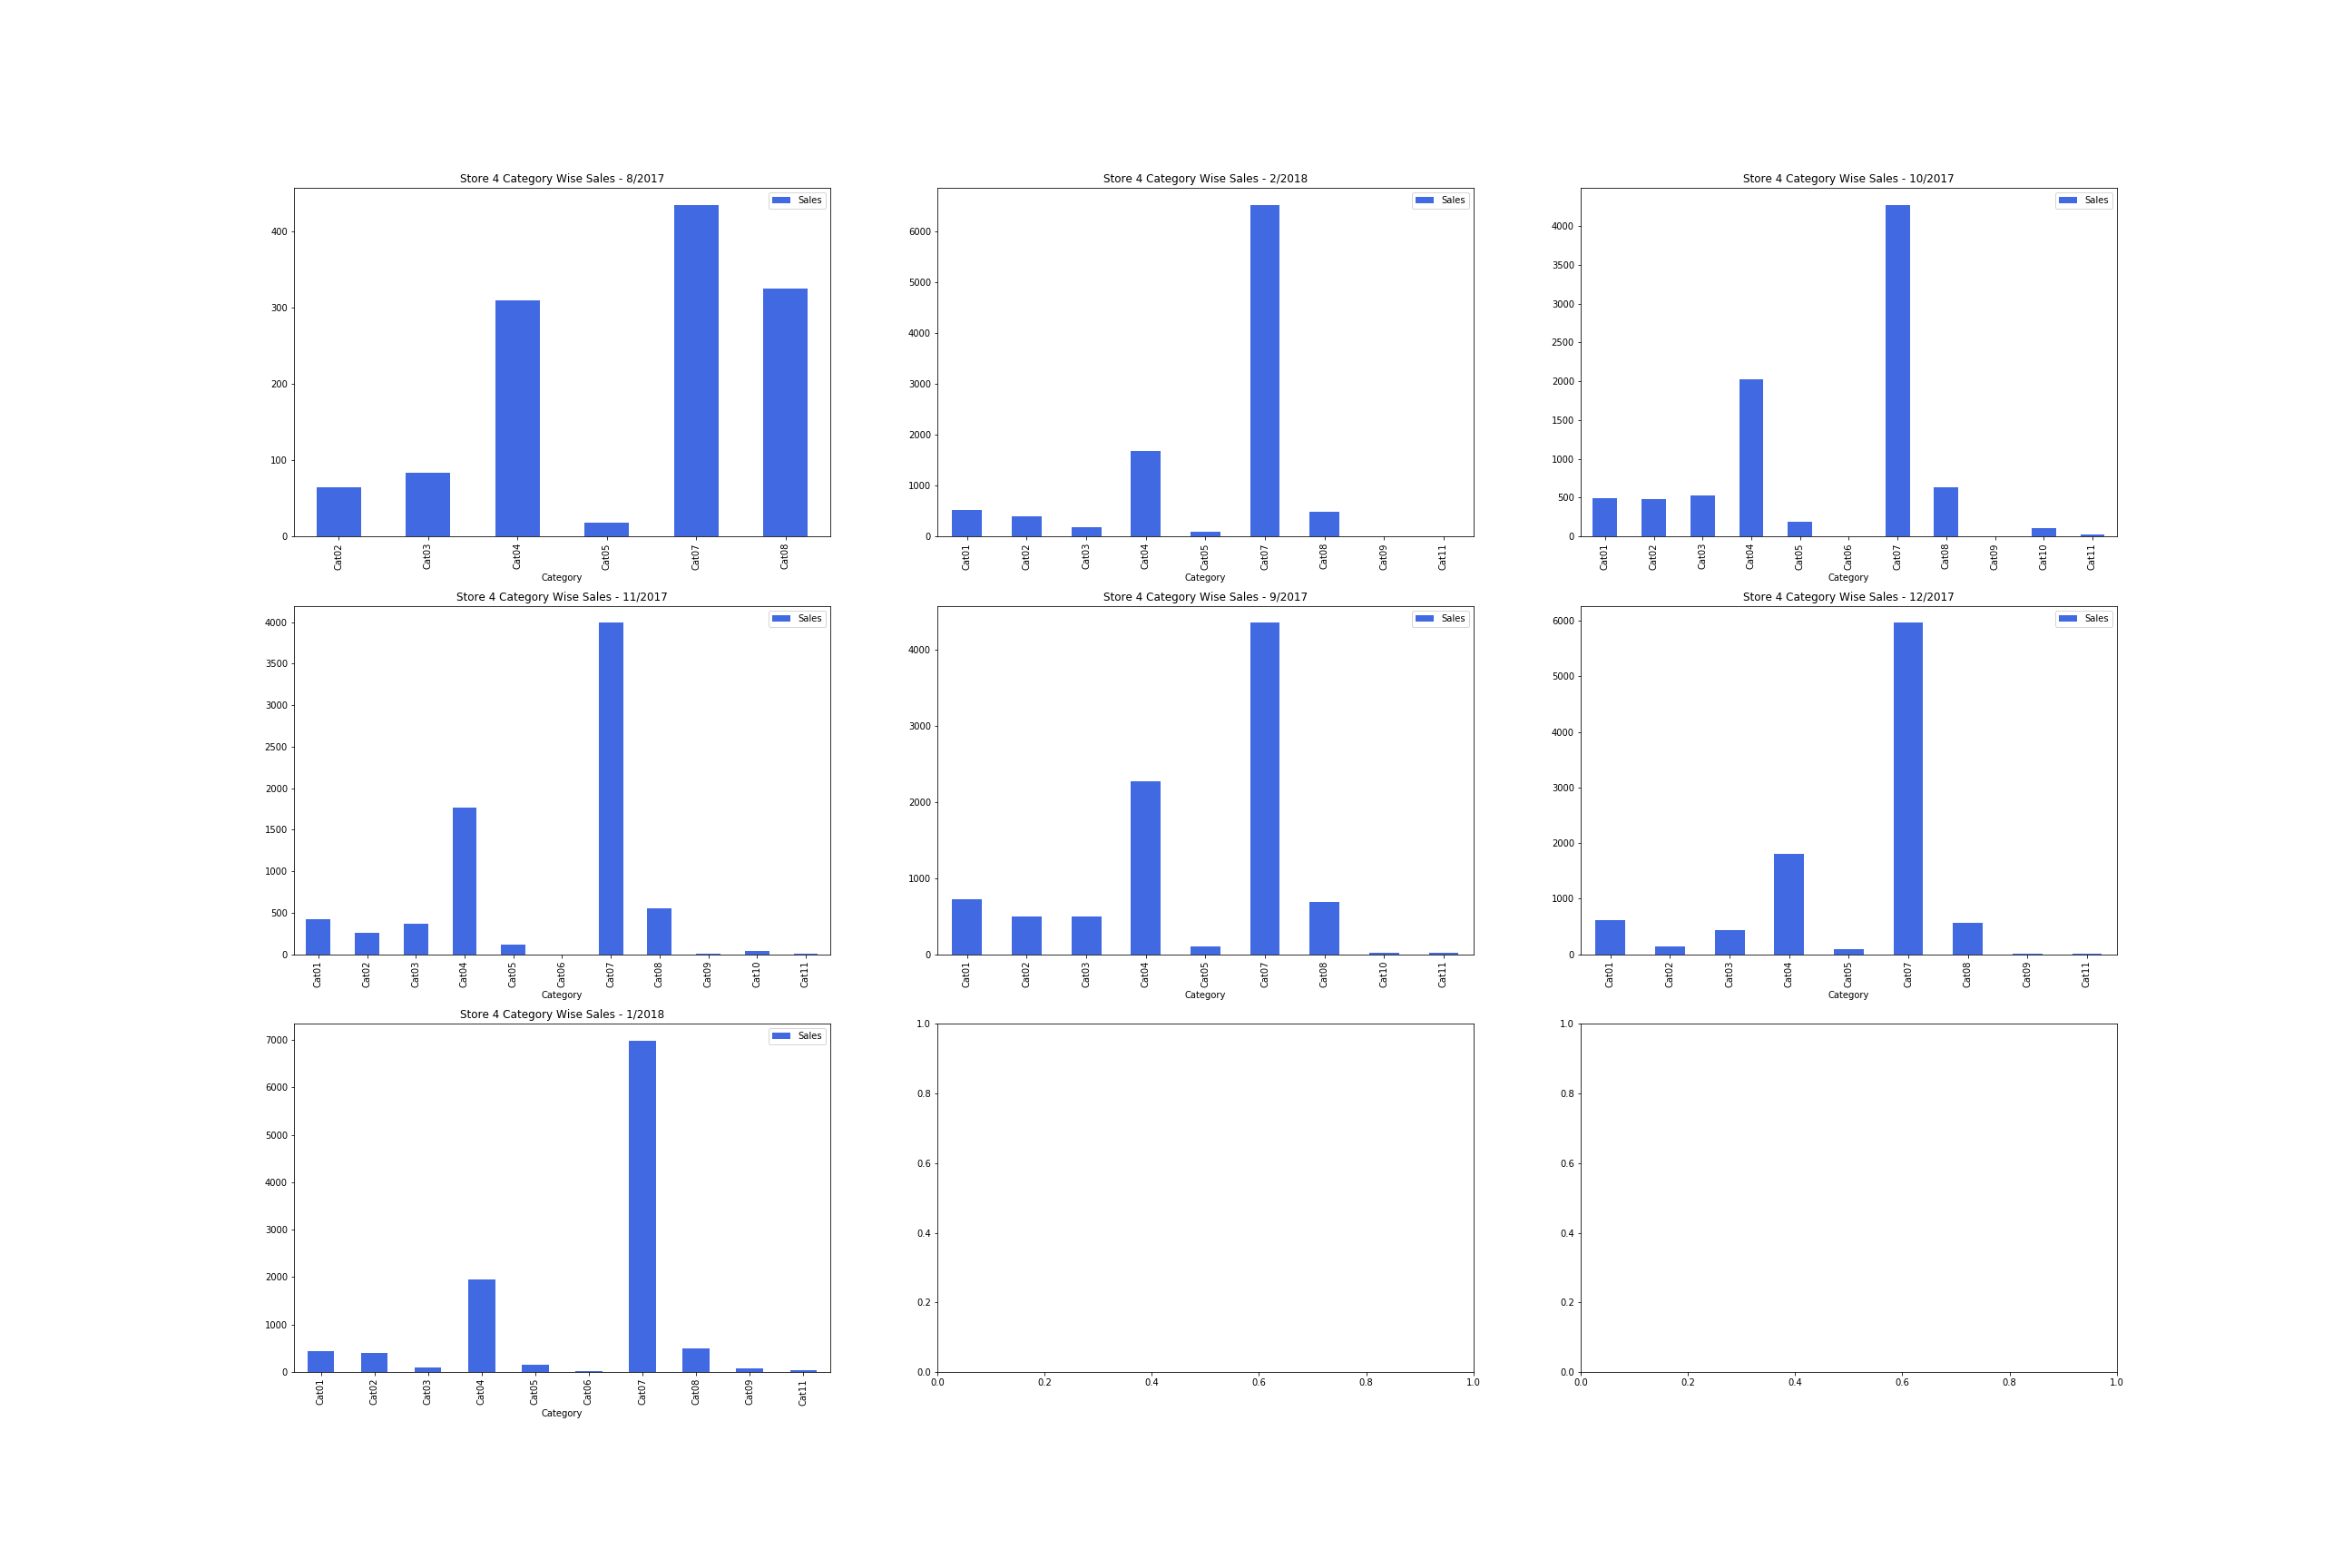 Store 4 Category Wise Sales - 8/2017
Sales
400
300
200
100
0
Cat02
Cat03
Cat04
Cat05
Cat07
Cat08
Category
Store 4 Category Wise Sales - 2/2018
Sales
6000
5000
4000
3000
2000
1000
0
Cat01
Cat02
Cat03
Cat04
Cat05
Cat07
Cat08
Cat09
Cat11
Category
Store 4 Category Wise Sales - 10/2017
Sales
4000
3500
3000
2500
2000
1500
1000
500
0
Cat01
Cat02
Cat03
Cat04
Cat05
Cat06
Cat07
Cat08
Cat09
Cat10
Cat11
Category
Store 4 Category Wise Sales - 11/2017
Sales
4000
3500
3000
2500
2000
1500
1000
500
0
Cat01
Cat02
Cat03
Cat04
Cat05
Cat06
Cat07
Cat08
Cat09
Cat10
Cat11
Category
Store 4 Category Wise Sales - 9/2017
Sales
4000
3000
2000
1000
0
Cat01
Cat02
Cat03
Cat04
Cat05
Cat07
Cat08
Cat10
Cat11
Category
Store 4 Category Wise Sales - 12/2017
Sales
6000
5000
4000
3000
2000
1000
0
Cat01
Cat02
Cat03
Cat04
Cat05
Cat07
Cat08
Cat09
Cat11
Category
Store 4 Category Wise Sales - 1/2018
Sales
7000
6000
5000
4000
3000
2000
1000
0
Cat01
Cat02
Cat03
Cat04
Cat05
Cat06
Cat07
Cat08
Cat09
Cat11
Category
1.0
0.8
0.6
0.4
0.2
0.0
0.0 0.2 0.4 0.6 0.8 1.0
1.0
0.8
0.6
0.4
0.2
0.0
0.0 0.2 0.4 0.6 0.8 1.0